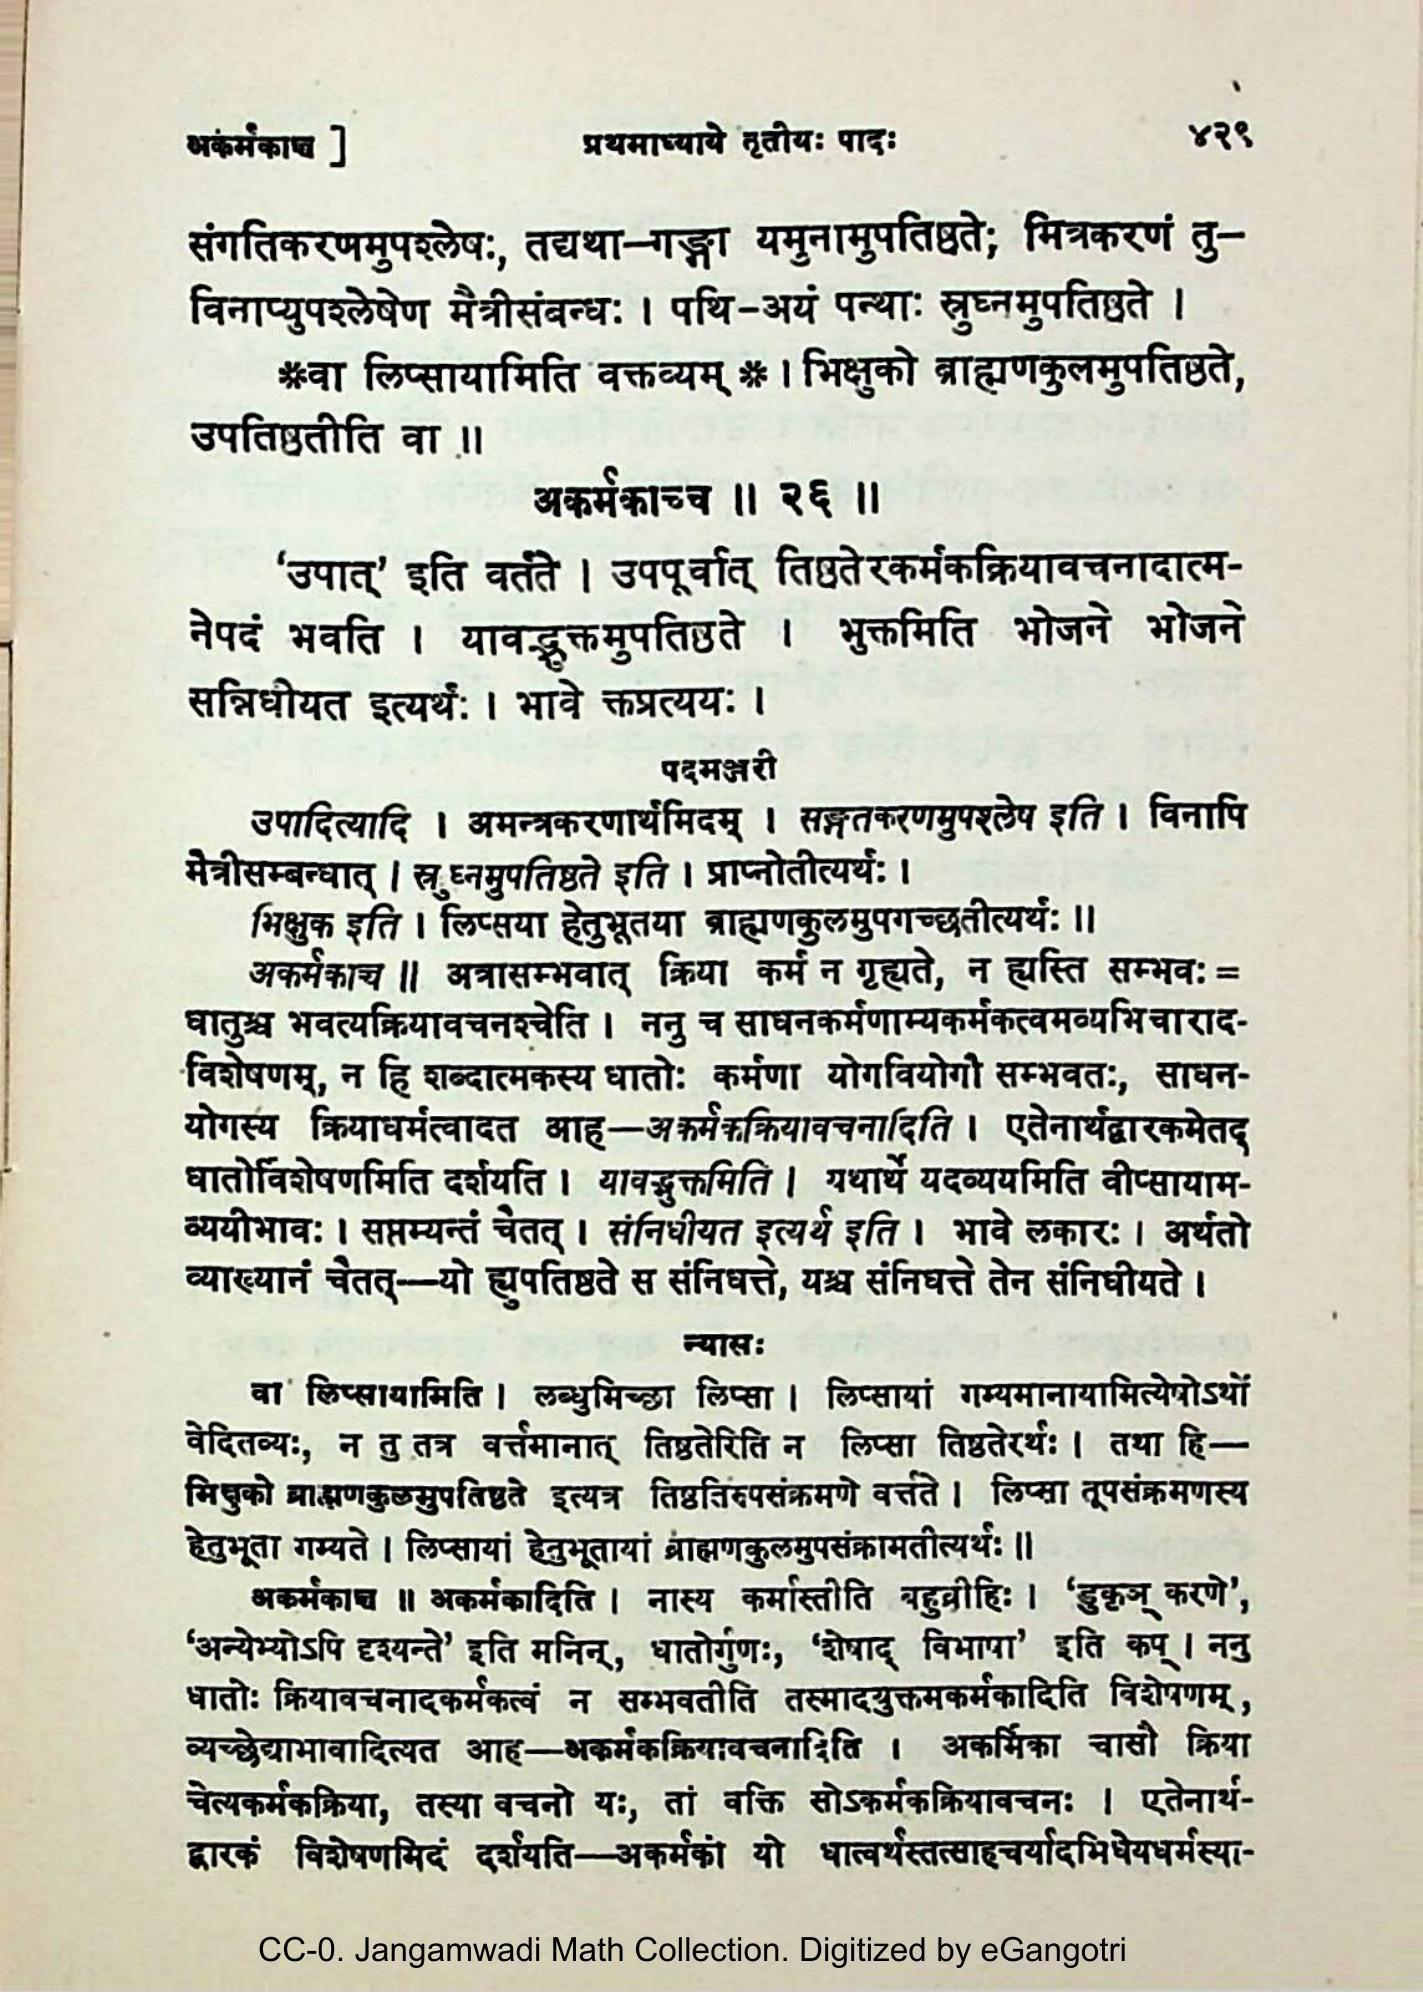 अकर्मकाच्च ]	प्रथमाध्याये तृतीयः पादः	४२९
संगतिकरणमुपश्लेषः, तद्यथा—गङ्गा यमुनामुपतिष्ठते; मित्रकरणं तु–
विनाप्युपश्लेषेण मैत्रीसंबन्धः । पथि–अयं पन्थाः स्रुघ्नमुपतिष्ठते ।
❋वा लिप्सायामिति वक्तव्यम् ❋ । भिक्षुको ब्राह्मणकुलमुपतिष्ठते,
उपतिष्ठतीति वा ॥
अकर्मकाच्च ॥ २६ ॥
‘उपात्’ इति वर्तते । उपपूर्वात् तिष्ठतेरकर्मकक्रियावचनादात्म-
नेपदं भवति । यावद्भुक्तमुपतिष्ठते । भुक्तमिति भोजने भोजने
सन्निधीयत इत्यर्थः । भावे क्तप्रत्ययः ।
पदमञ्जरी
उपादित्यादि । अमन्त्रकरणार्थमिदम् । सङ्गतकरणमुपश्लेष इति । विनापि
मैत्रीसम्बन्धात् । स्रुघ्नमुपतिष्ठते इति । प्राप्नोतीत्यर्थः ।
भिक्षुक इति । लिप्सया हेतुभूतया ब्राह्मणकुलमुपगच्छतीत्यर्थः ॥
अकर्मकाच्च ॥ अत्रासम्भवात् क्रिया कर्म न गृह्यते, न ह्यस्ति सम्भवः =
धातुश्च भवत्यक्रियावचनश्चेति । ननु च साधनकर्मणाम्यकर्मकत्वमव्यभिचाराद-
विशेषणम्, न हि शब्दात्मकस्य धातोः कर्मणा योगवियोगौ सम्भवतः, साधन-
योगस्य क्रियाधर्मत्वादत आह—अकर्मकक्रियावचनादिति । एतेनार्थद्वारकमेतद्
धातोर्विशेषणमिति दर्शयति । यावद्भुक्तमिति । यथार्थे यदव्ययमिति वीप्सायाम-
व्ययीभावः । सप्तम्यन्तं चैतत् । संनिधीयत इत्यर्थ इति । भावे लकारः । अर्थतो
व्याख्यानं चैतत्—यो ह्युपतिष्ठते स संनिधत्ते, यश्च संनिधत्ते तेन संनिधीयते ।
न्यासः
वा लिप्सायामिति । लब्धुमिच्छा लिप्सा । लिप्सायां गम्यमानायामित्येषोऽर्थो
वेदितव्यः, न तु तत्र वर्त्तमानात् तिष्ठतेरिति न लिप्सा तिष्ठतेरर्थः । तथा हि—
भिक्षुको ब्राह्मणकुलमुपतिष्ठते इत्यत्र तिष्ठतिरुपसंक्रमणे वर्त्तते । लिप्सा तूपसंक्रमणस्य
हेतुभूता गम्यते । लिप्सायां हेतुभूतायां ब्राह्मणकुलमुपसंक्रामतीत्यर्थः ॥
अकर्मकाच्च ॥ अकर्मकादिति । नास्य कर्मास्तीति बहुव्रीहिः । ‘डुकृञ् करणे’,
‘अन्येभ्योऽपि दृश्यन्ते’ इति मनिन्, धातोर्गुणः, ‘शेषाद् विभाषा’ इति कप् । ननु
धातोः क्रियावचनादकर्मकत्वं न सम्भवतीति तस्मादयुक्तमकर्मकादिति विशेषणम्,
व्यच्छेद्याभावादित्यत आह—अकर्मकक्रियावचनादिति । अकर्मिका चासौ क्रिया
चेत्यकर्मकक्रिया, तस्या वचनो यः, तां वक्ति सोऽकर्मकक्रियावचनः । एतेनार्थ-
द्वारकं विशेषणमिदं दर्शयति—अकर्मको यो धात्वर्थस्तत्साहचर्यादभिधेयधर्मस्या-
CC-0. Jangamwadi Math Collection. Digitized by eGangotri